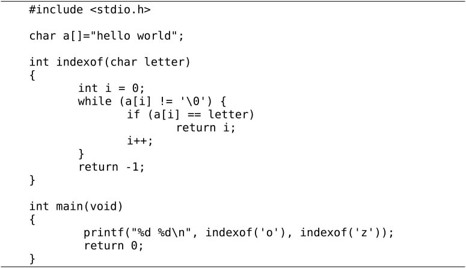 #include <stdio.h>

char a[]="hello world";

int indexof(char letter)
{
        int i = 0;
        while (a[i] != '\0') {
                if (a[i] == letter)
                        return i;
                i++;
        }
        return -1;
}

int main(void)
{
        printf("%d %d\n", indexof('o'), indexof('z'));
        return 0;
}